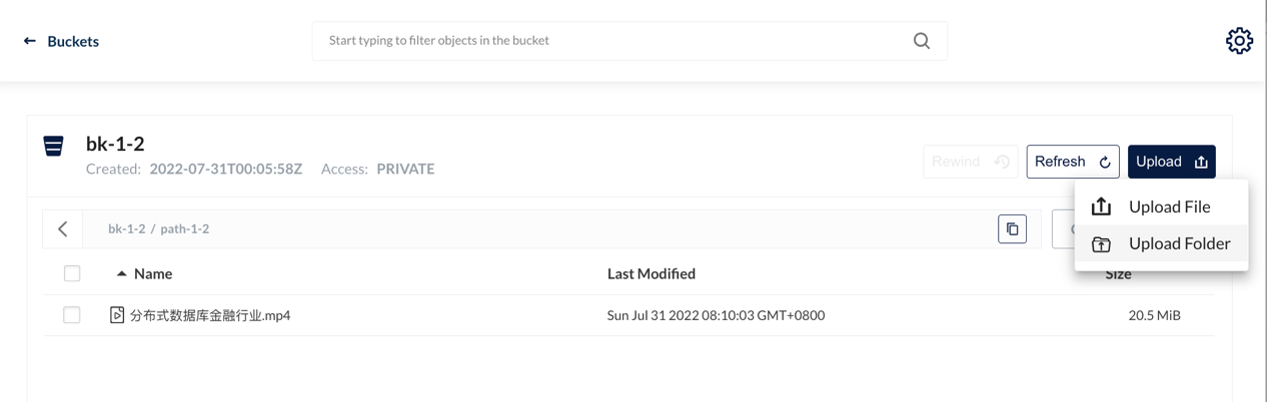 ← Buckets
Start typing to filter objects in the bucket
bk-1-2
Created: 2022-07-31T00:05:58Z Access: PRIVATE
Rewind
Refresh
Upload
Upload File
Upload Folder
bk-1-2 / path-1-2
Name Last Modified Size
分布式数据库金融行业.mp4 Sun Jul 31 2022 08:10:03 GMT+0800 20.5 MiB